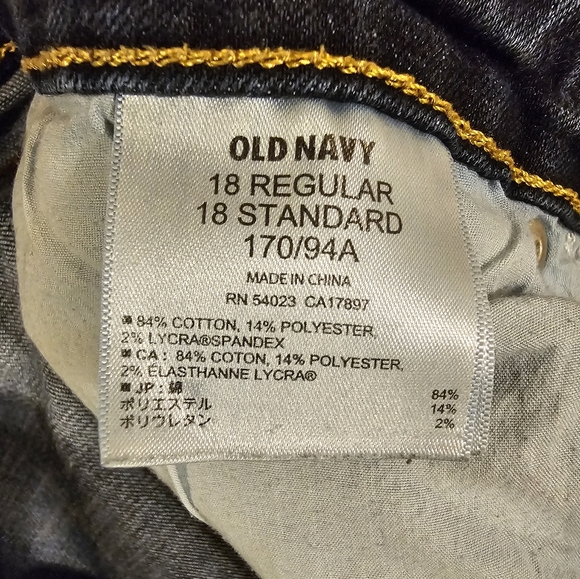 OLD NAVY
18 REGULAR
18 STANDARD
170/94A
MADE IN CHINA
RN 54023 CA17897
84% COTTON, 14% POLYESTER,
2% LYCRA®SPANDEX
CA : 84% COTON, 14% POLYESTER,
2% ÉLASTHANNE LYCRA®
JP : 綿 84%
ポリエステル 14%
ポリウレタン 2%